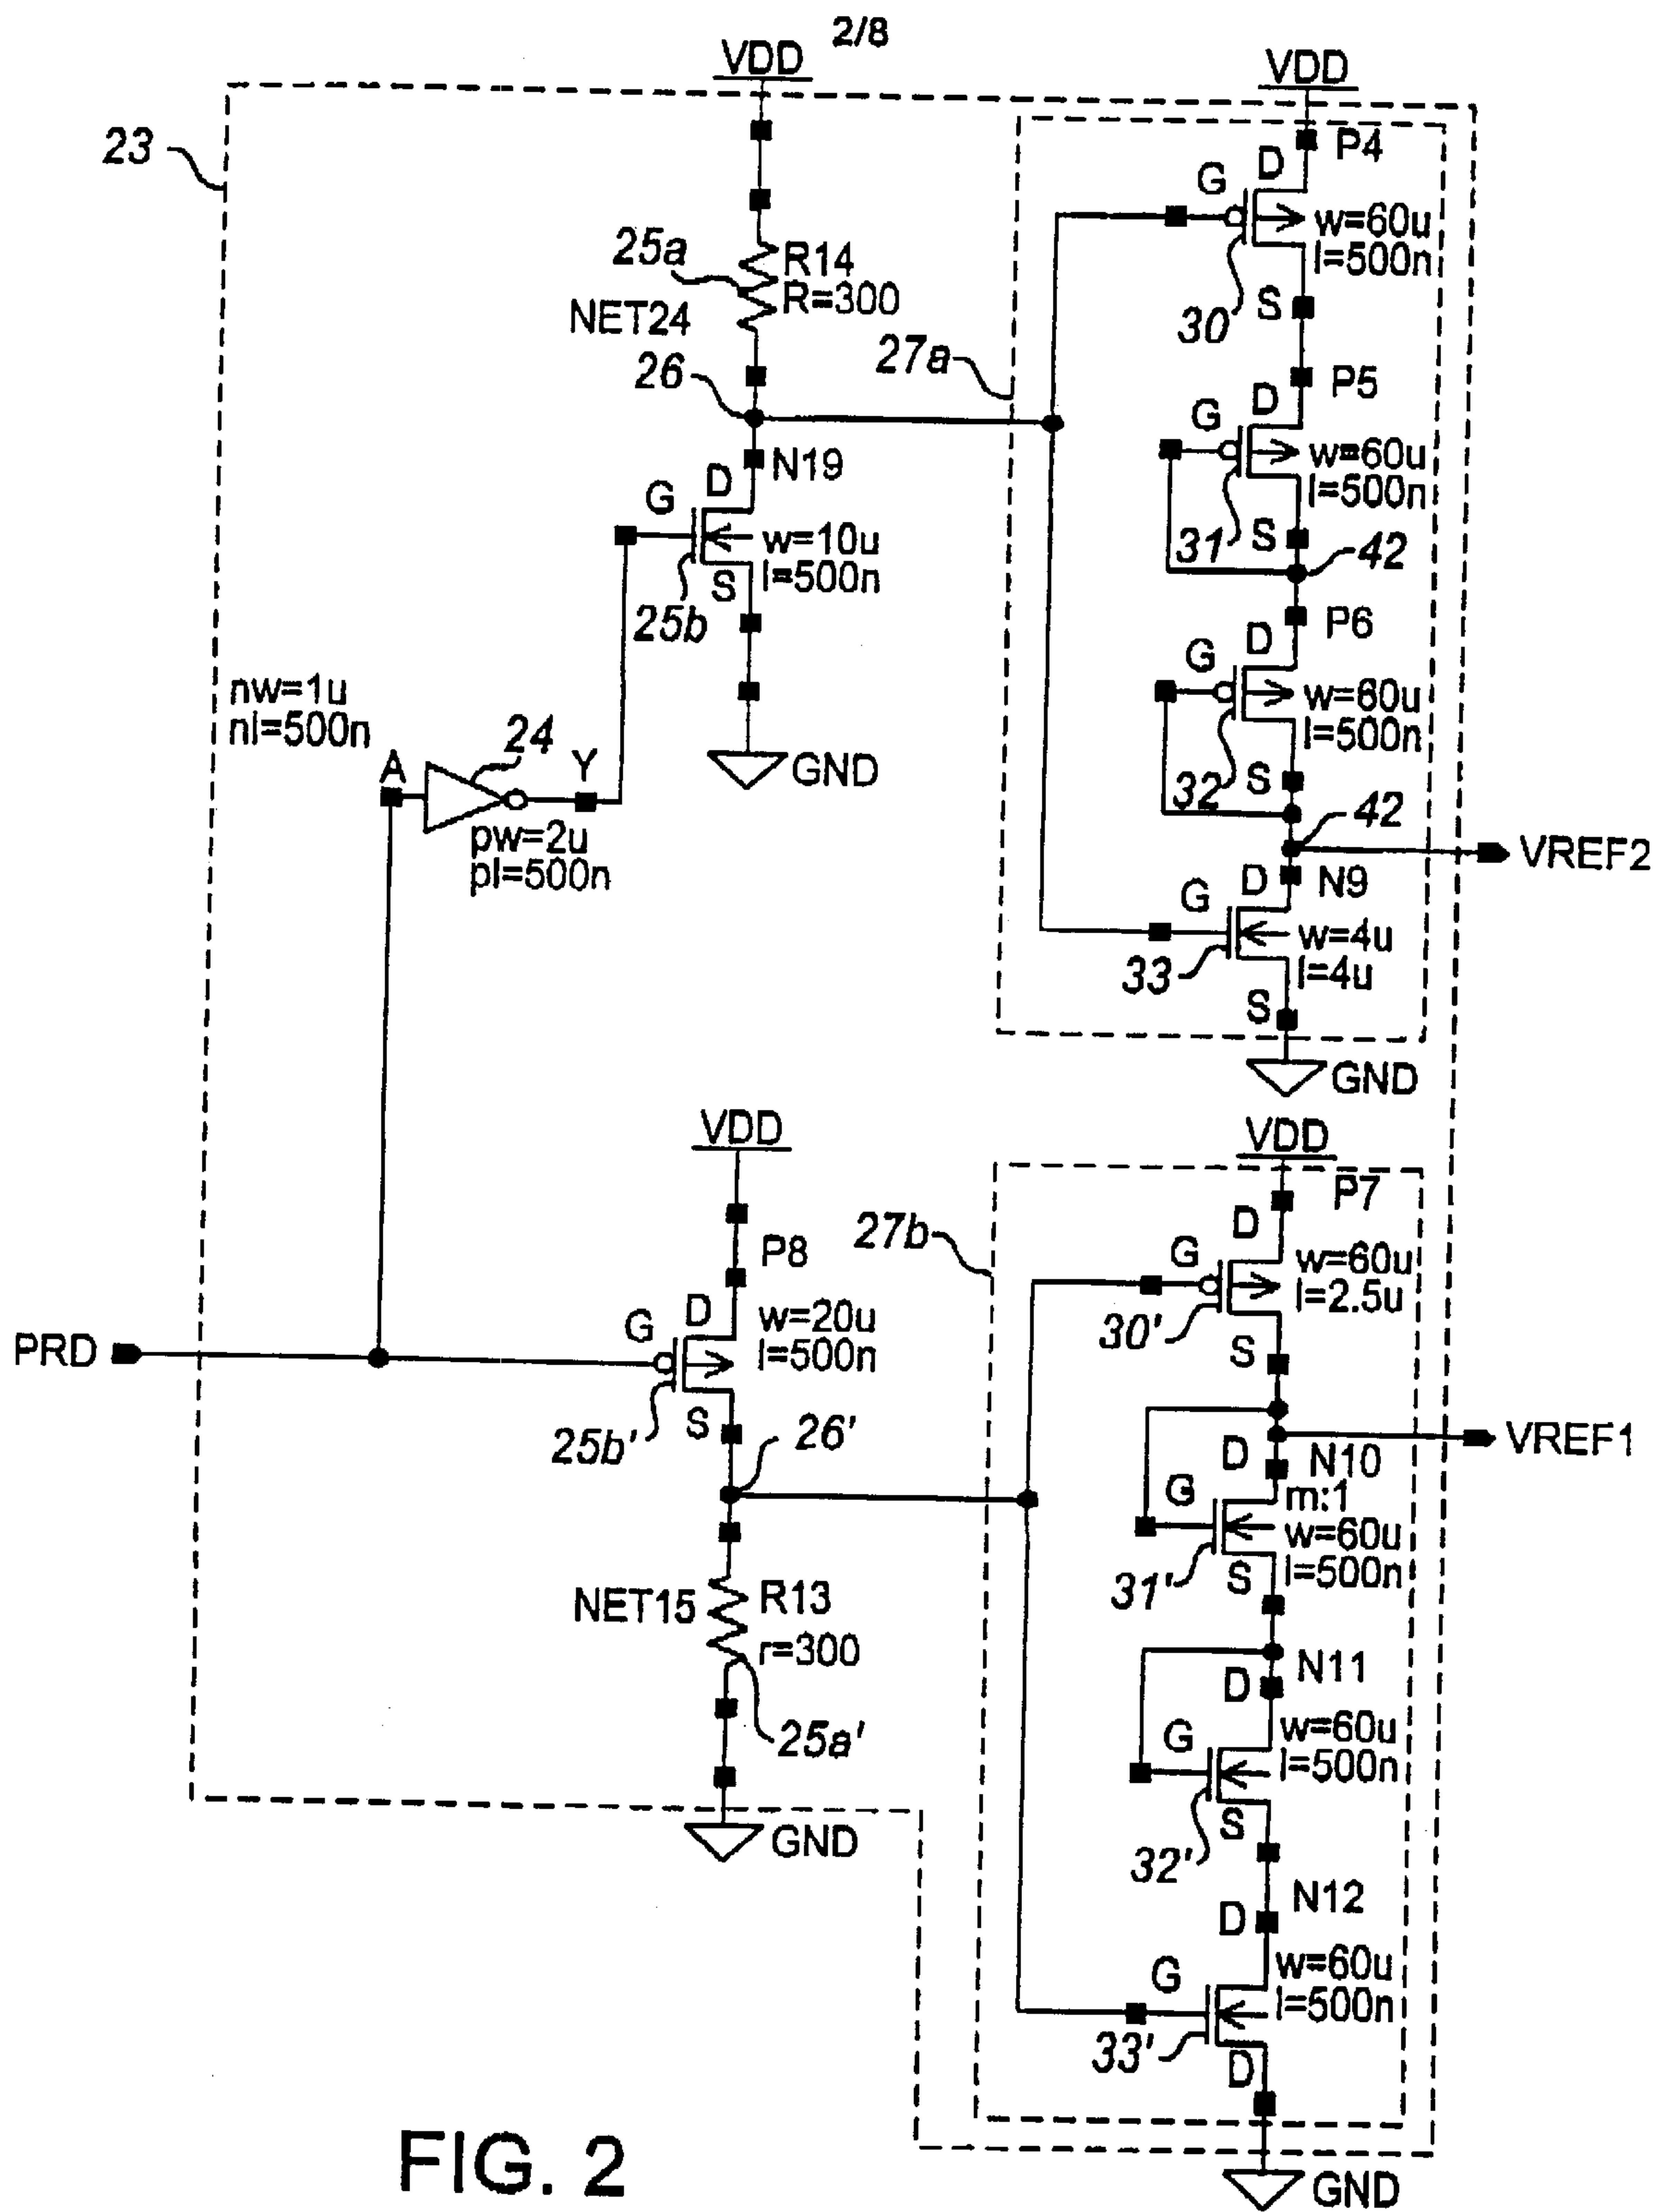 2/8
VDD
VDD
23
P4
D
G
w=60u
l=500n
30
S
25a
R14
R=300
NET24
26
27a
P5
D
G
w=60u
l=500n
31
S
42
N19
D
G
w=10u
l=500n
S
25b
GND
P6
D
G
w=60u
l=500n
32
S
42
VREF2
nw=1u
nl=500n
24
A
Y
pw=2u
pl=500n
N9
D
G
w=4u
l=4u
33
S
GND
VDD
VDD
P7
27b
D
G
w=60u
l=2.5u
30'
S
P8
D
G
w=20u
l=500n
PRD
S
25b'
26'
VREF1
D
N10
m:1
G
w=60u
l=500n
31'
S
NET15
R13
r=300
25a'
GND
N11
D
G
w=60u
l=500n
32'
S
N12
D
G
w=60u
l=500n
33'
D
GND
FIG. 2